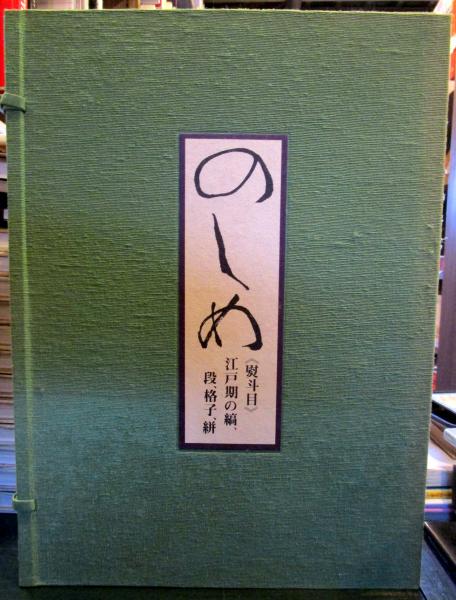 のしめ
《熨斗目》
江戸期の縞、
段、格子、絣